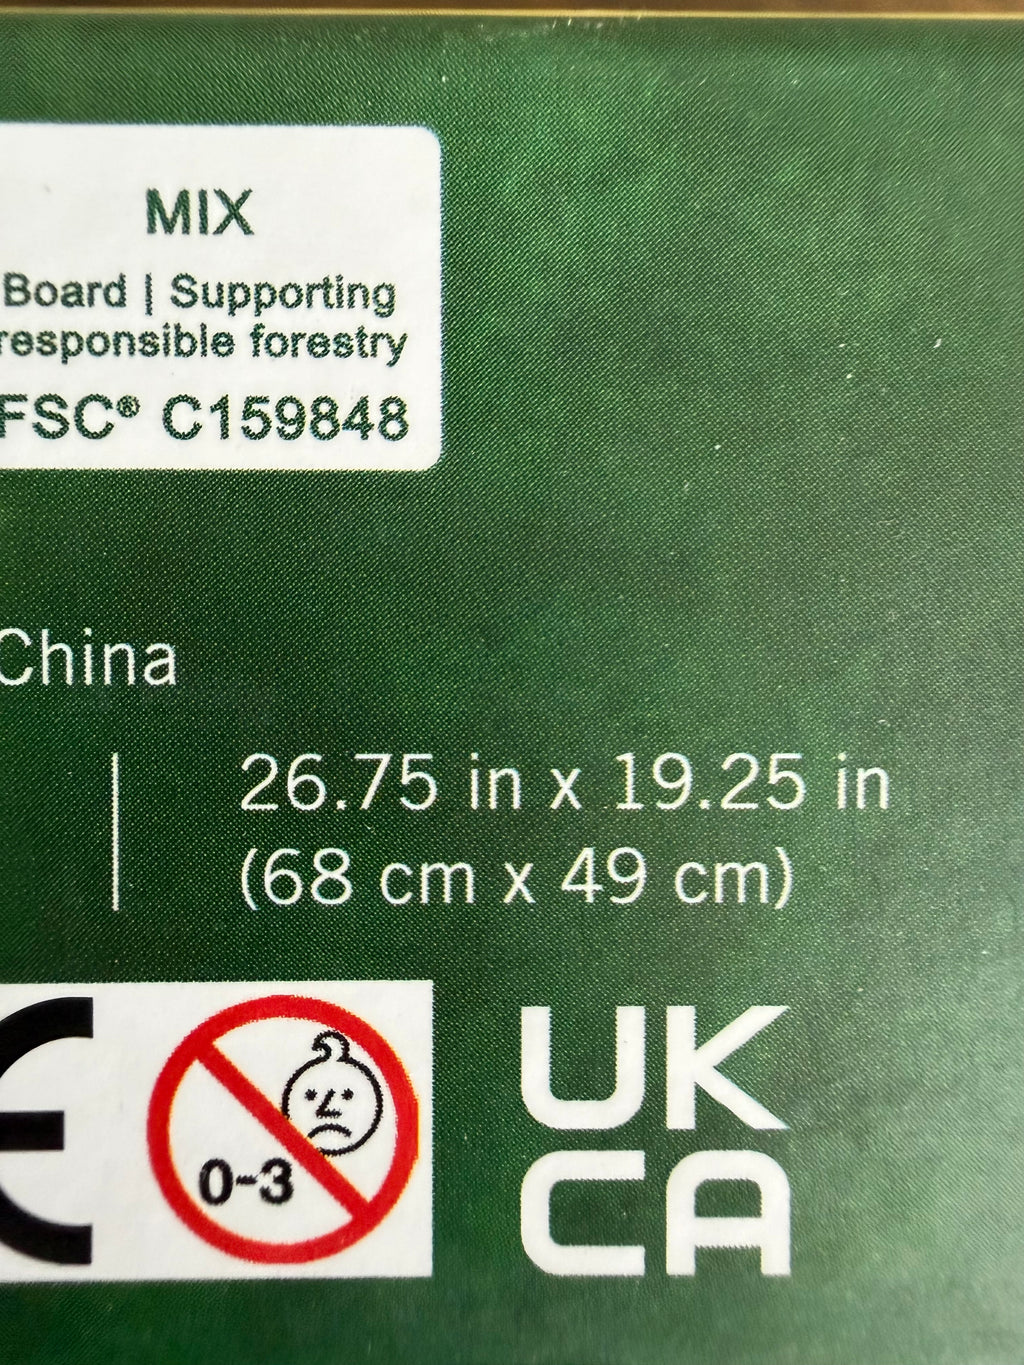 MIX
Board | Supporting
responsible forestry
FSC® C159848
China
26.75 in x 19.25 in
(68 cm x 49 cm)
CE
0-3
UK
CA